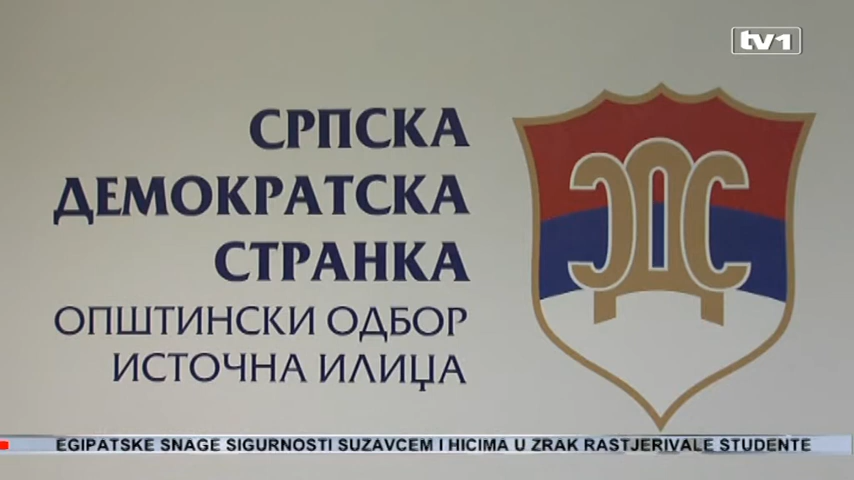 tv1
СРПСКА
ДЕМОКРАТСКА
СТРАНКА
ОПШТИНСКИ ОДБОР
ИСТОЧНА ИЛИЏА
СДС
EGIPATSKE SNAGE SIGURNOSTI SUZAVCEM I HICIMA U ZRAK RASTJERIVALE STUDENTE